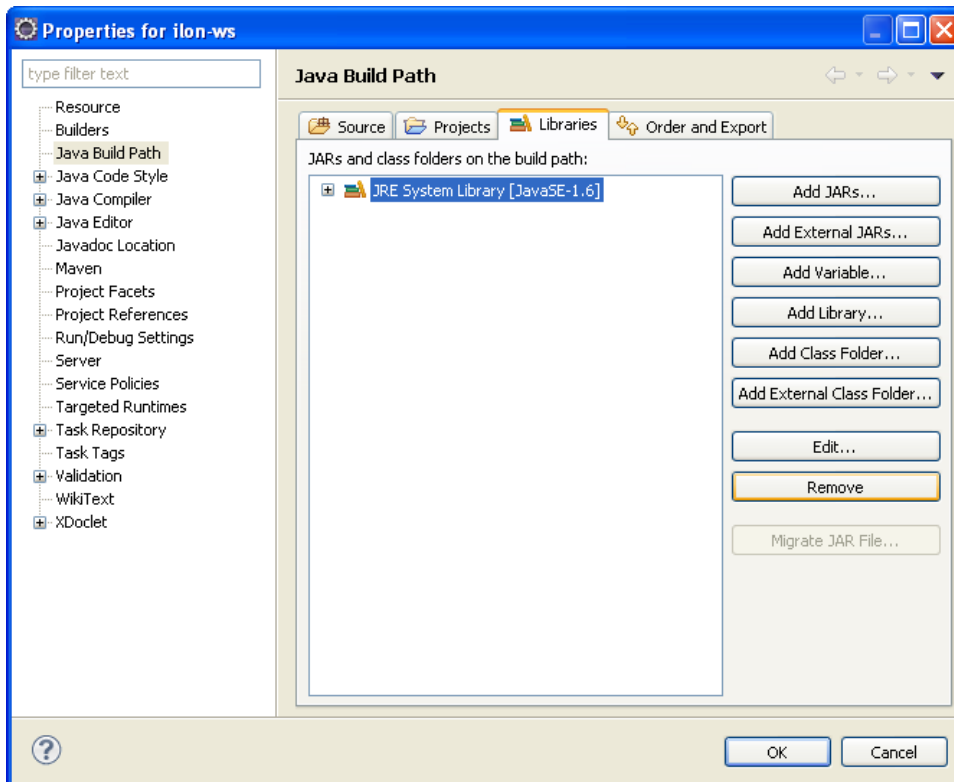 Properties for ilon-ws
type filter text
Resource
Builders
Java Build Path
Java Code Style
Java Compiler
Java Editor
Javadoc Location
Maven
Project Facets
Project References
Run/Debug Settings
Server
Service Policies
Targeted Runtimes
Task Repository
Task Tags
Validation
WikiText
XDoclet
Java Build Path
Source Projects Libraries Order and Export
JARs and class folders on the build path:
JRE System Library [JavaSE-1.6]
Add JARs...
Add External JARs...
Add Variable...
Add Library...
Add Class Folder...
Add External Class Folder...
Edit...
Remove
Migrate JAR File...
OK Cancel